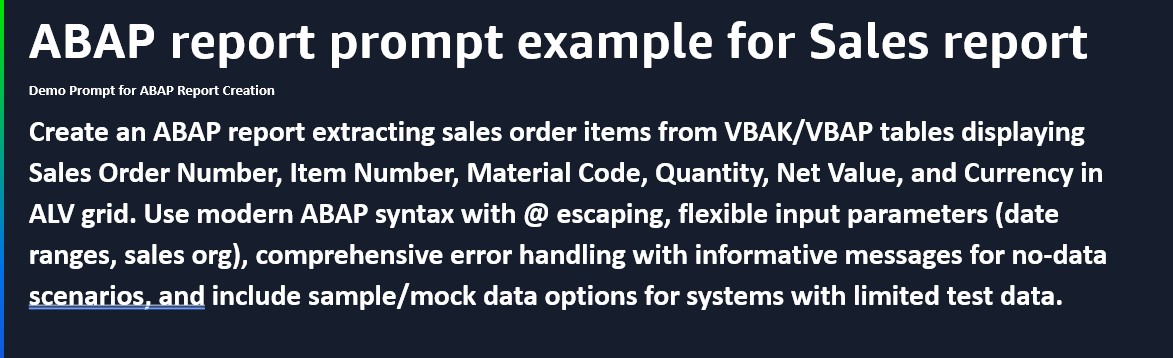 ABAP report prompt example for Sales report
Demo Prompt for ABAP Report Creation
Create an ABAP report extracting sales order items from VBAK/VBAP tables displaying
Sales Order Number, Item Number, Material Code, Quantity, Net Value, and Currency in
ALV grid. Use modern ABAP syntax with @ escaping, flexible input parameters (date
ranges, sales org), comprehensive error handling with informative messages for no-data
scenarios, and include sample/mock data options for systems with limited test data.